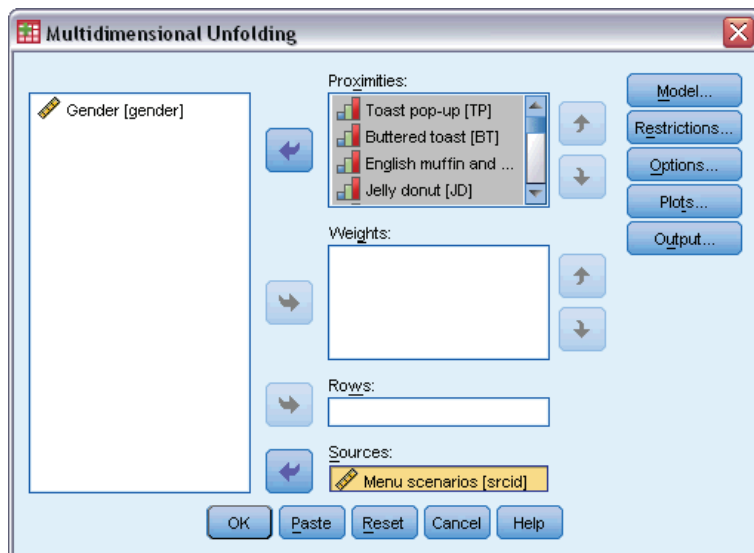 Multidimensional Unfolding
Gender [gender]
Proximities:
Toast pop-up [TP]
Buttered toast [BT]
English muffin and ...
Jelly donut [JD]
Weights:
Rows:
Sources:
Menu scenarios [srcid]
Model...
Restrictions...
Options...
Plots...
Output...
OK
Paste
Reset
Cancel
Help